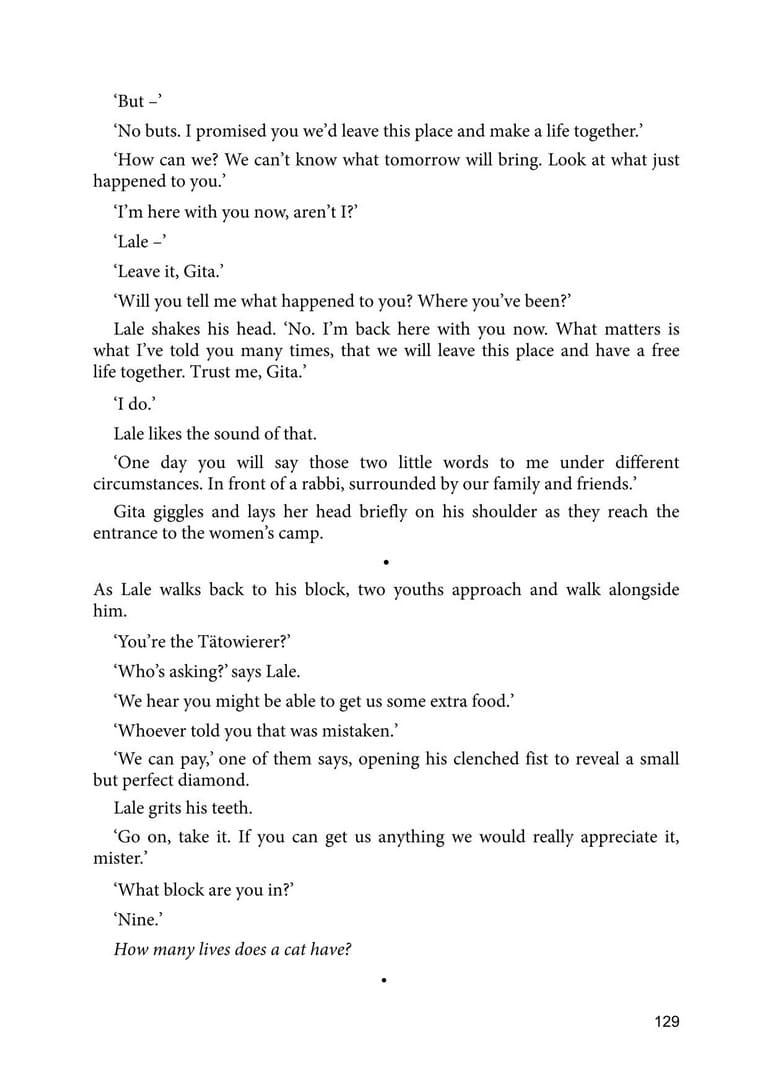 ‘But –’
‘No buts. I promised you we’d leave this place and make a life together.’
‘How can we? We can’t know what tomorrow will bring. Look at what just
happened to you.’
‘I’m here with you now, aren’t I?’
‘Lale –’
‘Leave it, Gita.’
‘Will you tell me what happened to you? Where you’ve been?’
Lale shakes his head. ‘No. I’m back here with you now. What matters is
what I’ve told you many times, that we will leave this place and have a free
life together. Trust me, Gita.’
‘I do.’
Lale likes the sound of that.
‘One day you will say those two little words to me under different
circumstances. In front of a rabbi, surrounded by our family and friends.’
Gita giggles and lays her head briefly on his shoulder as they reach the
entrance to the women’s camp.
•
As Lale walks back to his block, two youths approach and walk alongside
him.
‘You’re the Tätowierer?’
‘Who’s asking?’ says Lale.
‘We hear you might be able to get us some extra food.’
‘Whoever told you that was mistaken.’
‘We can pay,’ one of them says, opening his clenched fist to reveal a small
but perfect diamond.
Lale grits his teeth.
‘Go on, take it. If you can get us anything we would really appreciate it,
mister.’
‘What block are you in?’
‘Nine.’
How many lives does a cat have?
•
129